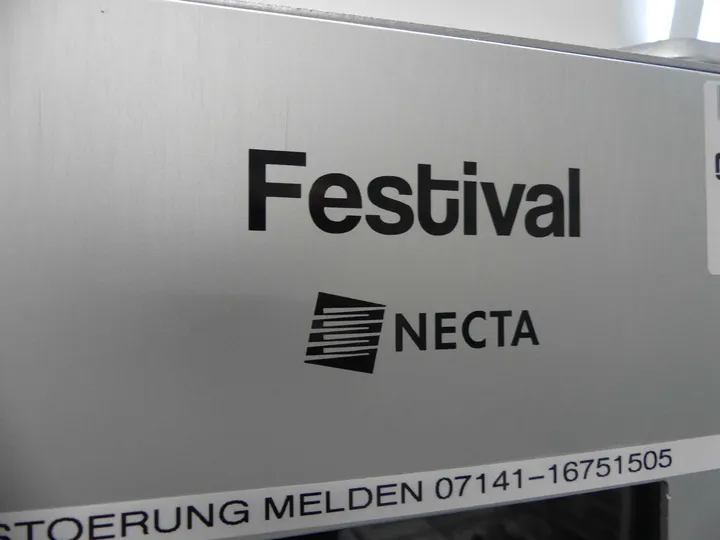 Festival
NECTA
STOERUNG MELDEN 07141-16751505